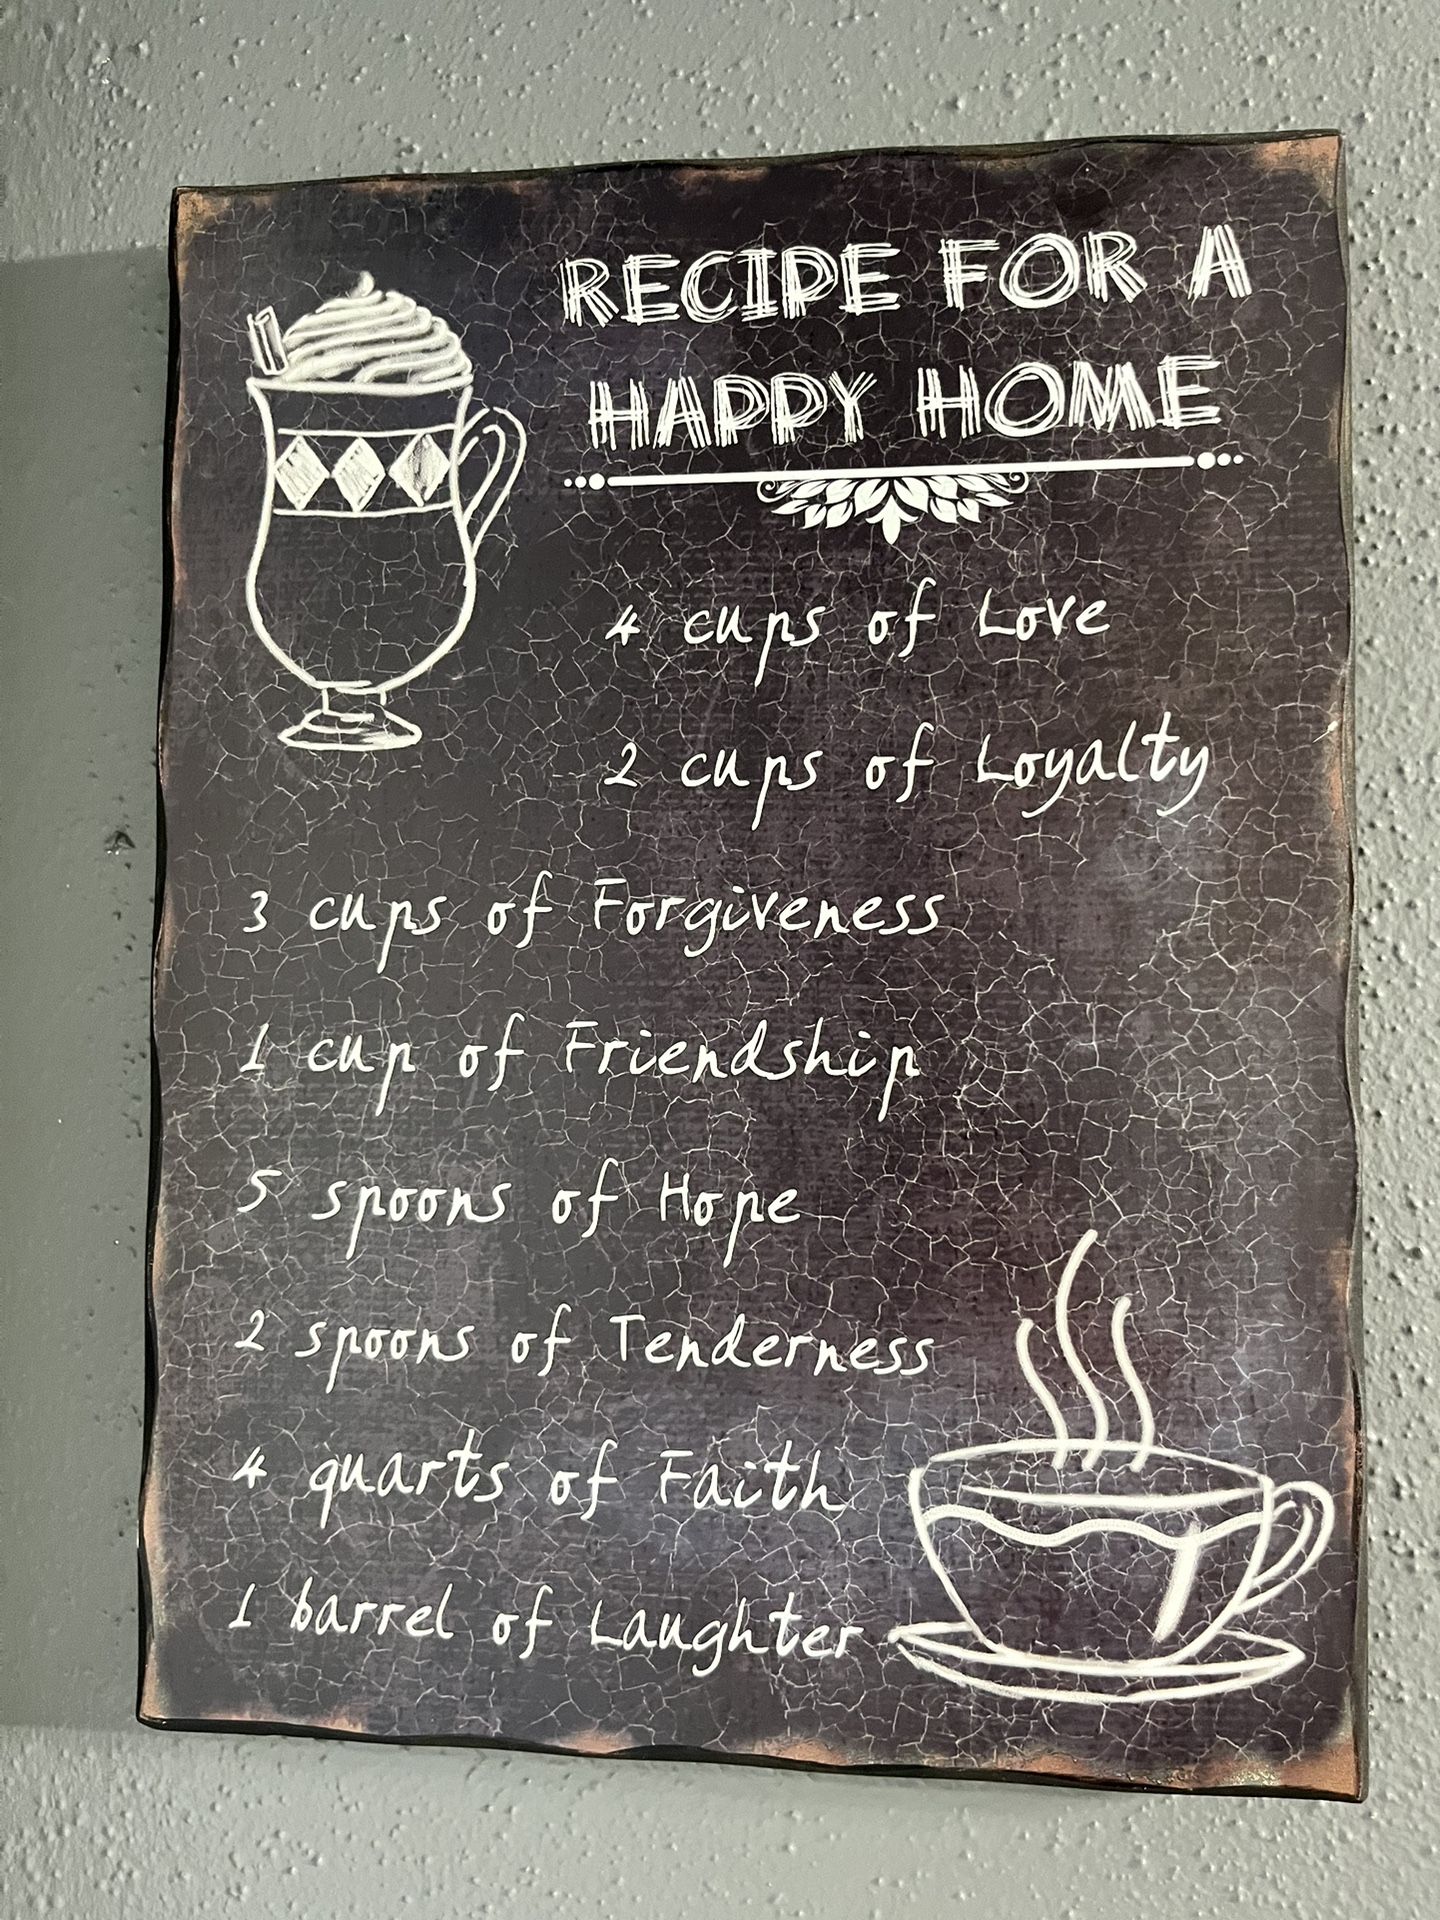 RECIPE FOR A
HAPPY HOME
4 cups of Love
2 cups of Loyalty
3 cups of Forgiveness
1 cup of Friendship
5 spoons of Hope
2 spoons of Tenderness
4 quarts of Faith
1 barrel of Laughter